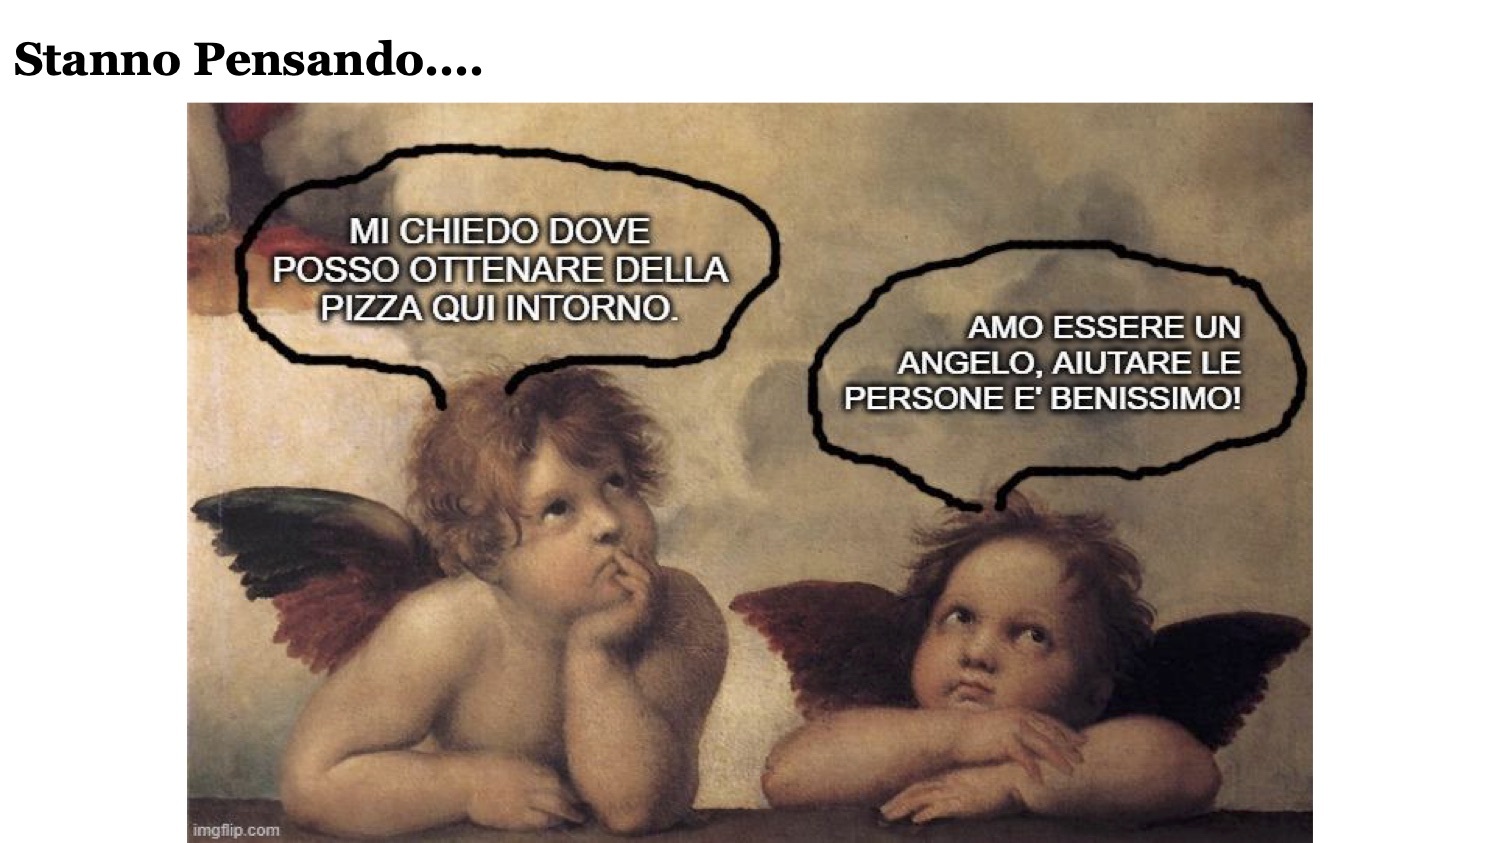 Stanno Pensando....
MI CHIEDO DOVE
POSSO OTTENARE DELLA
PIZZA QUI INTORNO.
AMO ESSERE UN
ANGELO, AIUTARE LE
PERSONE E' BENISSIMO!
imgflip.com